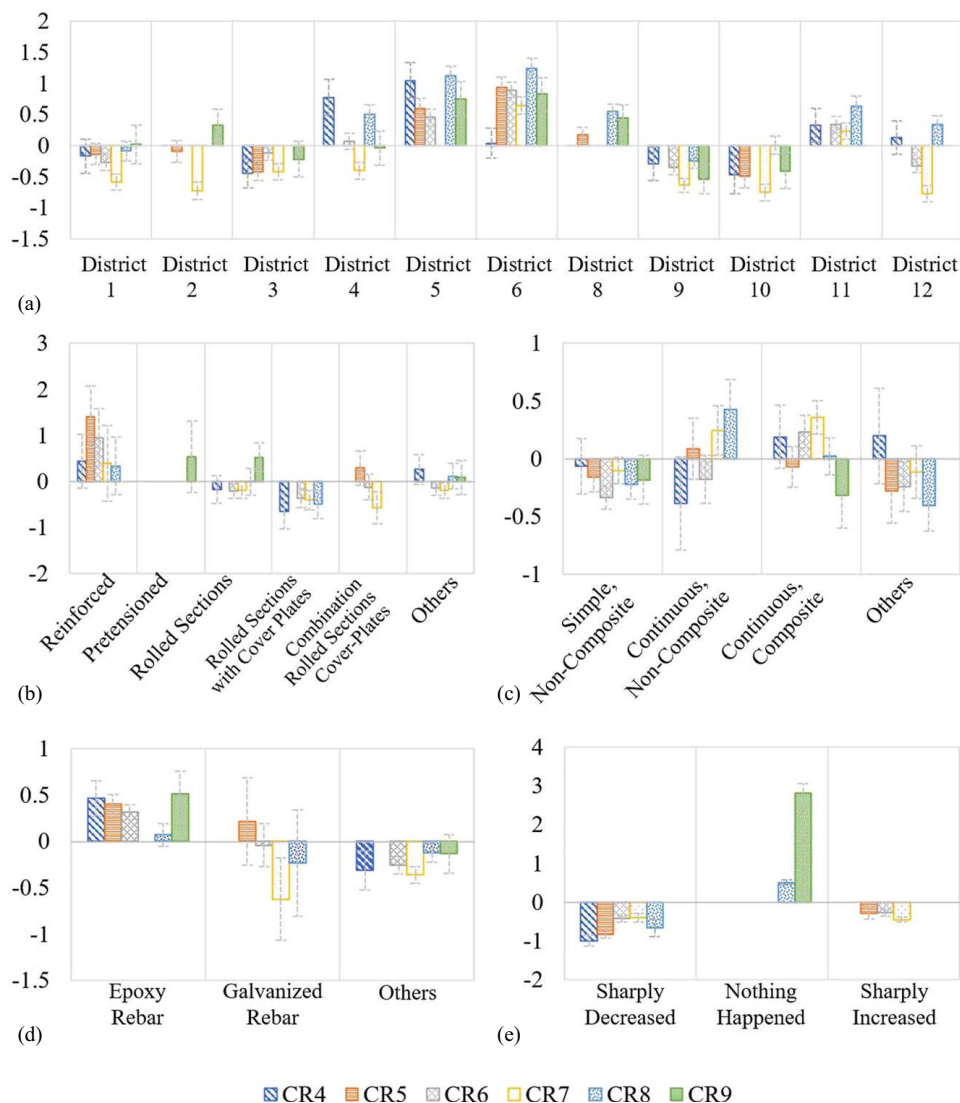 2
1.5
1
0.5
0
-0.5
-1
-1.5
District 1
District 2
District 3
District 4
District 5
District 6
District 8
District 9
District 10
District 11
District 12
(a)
3
2
1
0
-1
-2
Reinforced
Pretensioned
Rolled Sections
Rolled Sections
with Cover Plates
Combination
Rolled Sections
Cover-Plates
Others
(b)
1
0.5
0
-0.5
-1
Simple,
Non-Composite
Continuous,
Non-Composite
Continuous,
Composite
Others
(c)
1
0.5
0
-0.5
-1
-1.5
Epoxy
Rebar
Galvanized
Rebar
Others
(d)
4
3
2
1
0
-1
-2
Sharply
Decreased
Nothing
Happened
Sharply
Increased
(e)
CR4 CR5 CR6 CR7 CR8 CR9